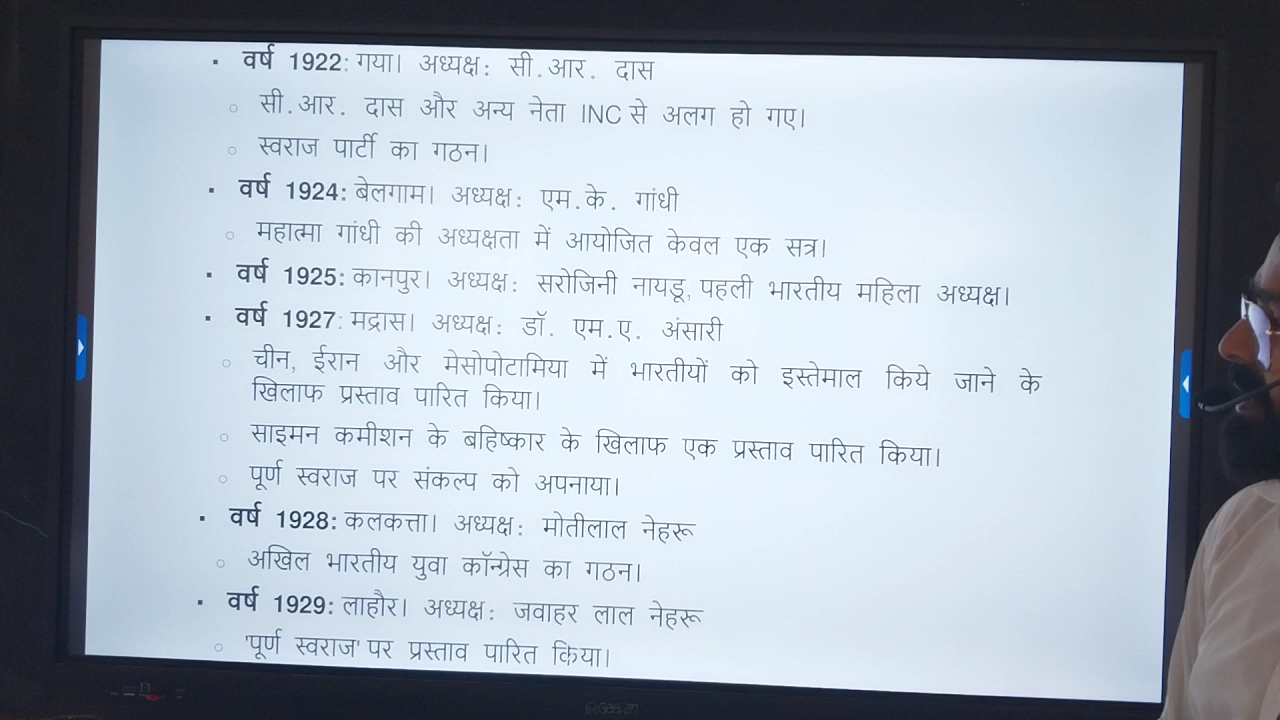 ▪ वर्ष 1922: गया। अध्यक्ष: सी.आर. दास
○ सी.आर. दास और अन्य नेता INC से अलग हो गए।
○ स्वराज पार्टी का गठन।
▪ वर्ष 1924: बेलगाम। अध्यक्ष: एम.के. गांधी
○ महात्मा गांधी की अध्यक्षता में आयोजित केवल एक सत्र।
▪ वर्ष 1925: कानपुर। अध्यक्ष: सरोजिनी नायडू, पहली भारतीय महिला अध्यक्ष।
▪ वर्ष 1927: मद्रास। अध्यक्ष: डॉ. एम.ए. अंसारी
○ चीन, ईरान और मेसोपोटामिया में भारतीयों को इस्तेमाल किये जाने के
खिलाफ प्रस्ताव पारित किया।
○ साइमन कमीशन के बहिष्कार के खिलाफ एक प्रस्ताव पारित किया।
○ पूर्ण स्वराज पर संकल्प को अपनाया।
▪ वर्ष 1928: कलकत्ता। अध्यक्ष: मोतीलाल नेहरू
○ अखिल भारतीय युवा कॉन्ग्रेस का गठन।
▪ वर्ष 1929: लाहौर। अध्यक्ष: जवाहर लाल नेहरू
○ 'पूर्ण स्वराज' पर प्रस्ताव पारित किया।